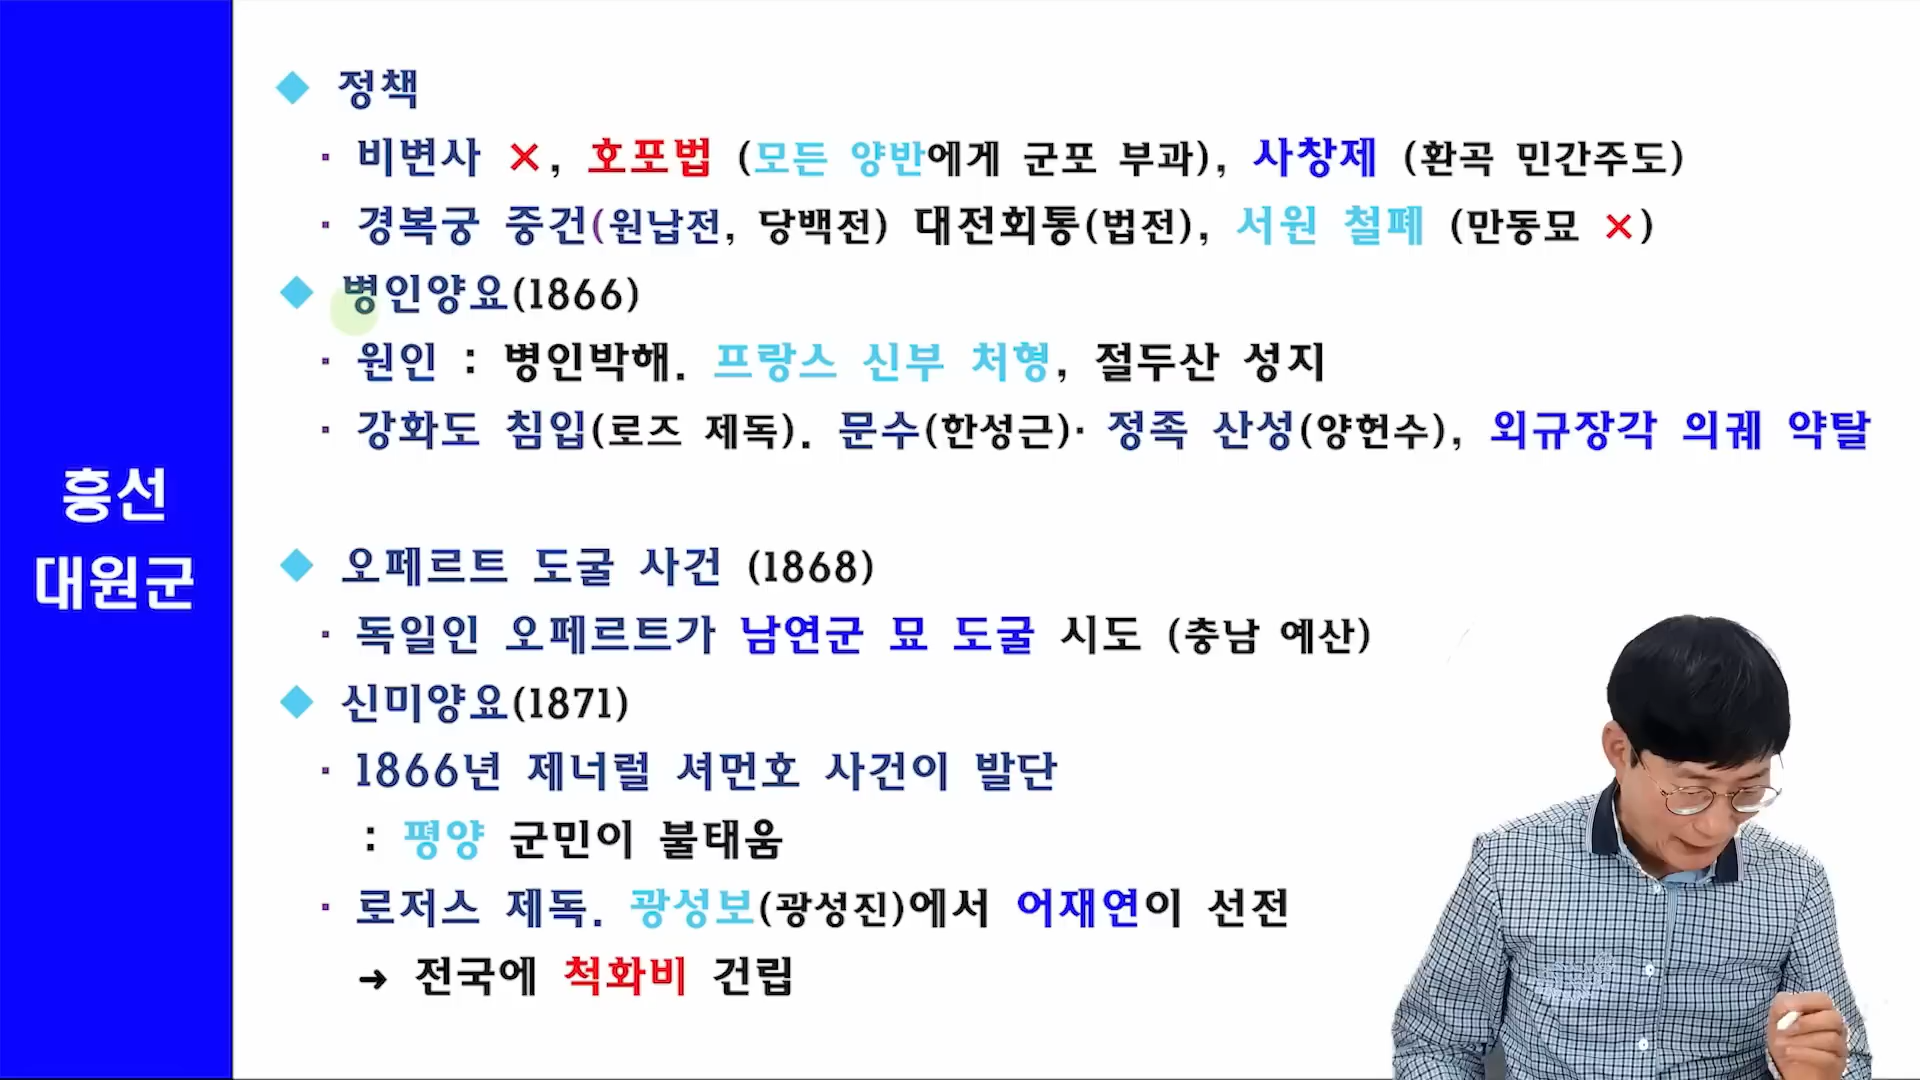 흥선
대원군
◆ 정책
· 비변사 ×, 호포법 (모든 양반에게 군포 부과), 사창제 (환곡 민간주도)
· 경복궁 중건(원납전, 당백전) 대전회통(법전), 서원 철폐 (만동묘 ×)
◆ 병인양요(1866)
· 원인 : 병인박해. 프랑스 신부 처형, 절두산 성지
· 강화도 침입(로즈 제독). 문수(한성근)· 정족 산성(양헌수), 외규장각 의궤 약탈
◆ 오페르트 도굴 사건 (1868)
· 독일인 오페르트가 남연군 묘 도굴 시도 (충남 예산)
◆ 신미양요(1871)
· 1866년 제너럴 셔먼호 사건이 발단
: 평양 군민이 불태움
· 로저스 제독. 광성보(광성진)에서 어재연이 선전
→ 전국에 척화비 건립